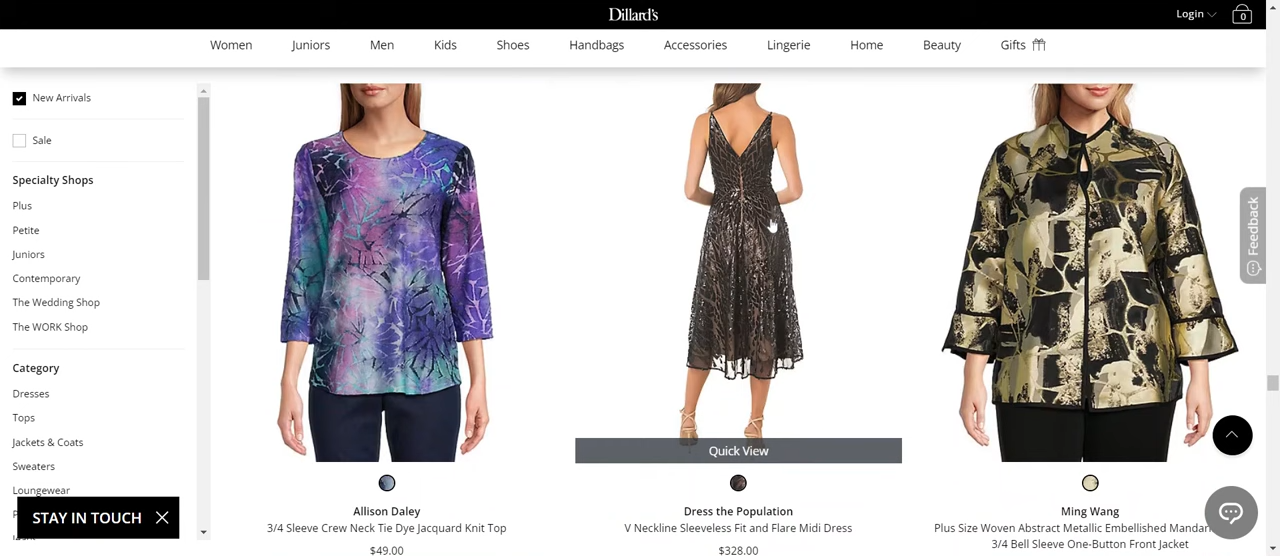 Dillard's
Login
0
Women
Juniors
Men
Kids
Shoes
Handbags
Accessories
Lingerie
Home
Beauty
Gifts
New Arrivals
Sale
Specialty Shops
Plus
Petite
Juniors
Contemporary
The Wedding Shop
The WORK Shop
Category
Dresses
Tops
Jackets & Coats
Sweaters
Loungewear
STAY IN TOUCH
Quick View
Allison Daley
3/4 Sleeve Crew Neck Tie Dye Jacquard Knit Top
$49.00
Dress the Population
V Neckline Sleeveless Fit and Flare Midi Dress
$328.00
Ming Wang
Plus Size Woven Abstract Metallic Embellished
3/4 Bell Sleeve One-Button Front Jacket
Feedback